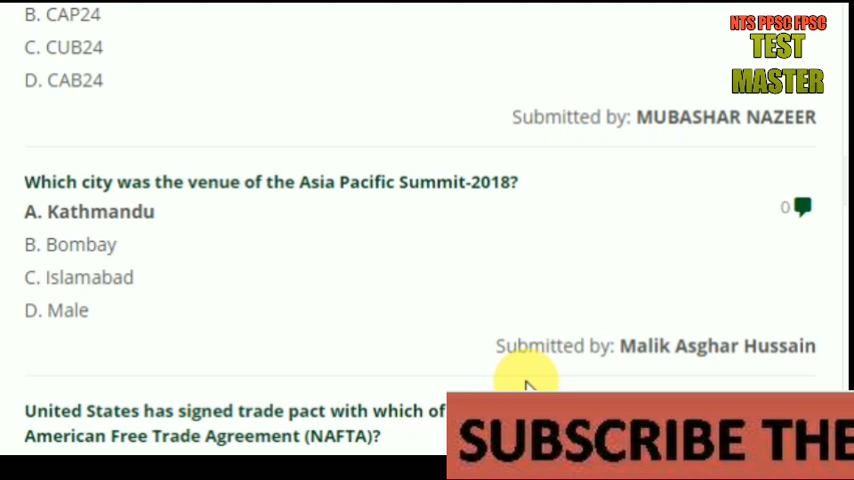 B. CAP24
C. CUB24
D. CAB24
NTS PPSC FPSC
TEST
MASTER
Submitted by: MUBASHAR NAZEER
Which city was the venue of the Asia Pacific Summit-2018?
A. Kathmandu
0
B. Bombay
C. Islamabad
D. Male
Submitted by: Malik Asghar Hussain
United States has signed trade pact with which of
American Free Trade Agreement (NAFTA)?
SUBSCRIBE THE